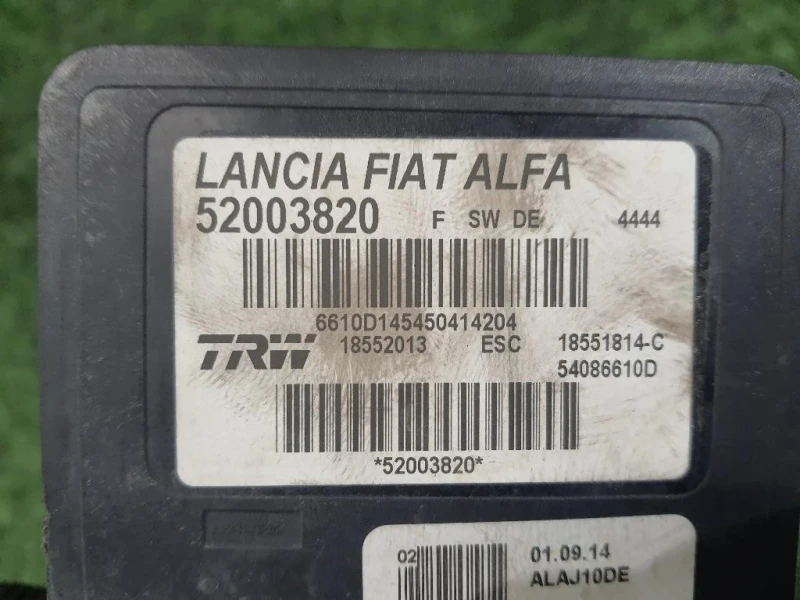 LANCIA FIAT ALFA
52003820 F SW DE 4444
6610D145450414204
TRW 18552013 ESC 18551814-C
54086610D
*52003820*
02 01.09.14
ALAJ10DE